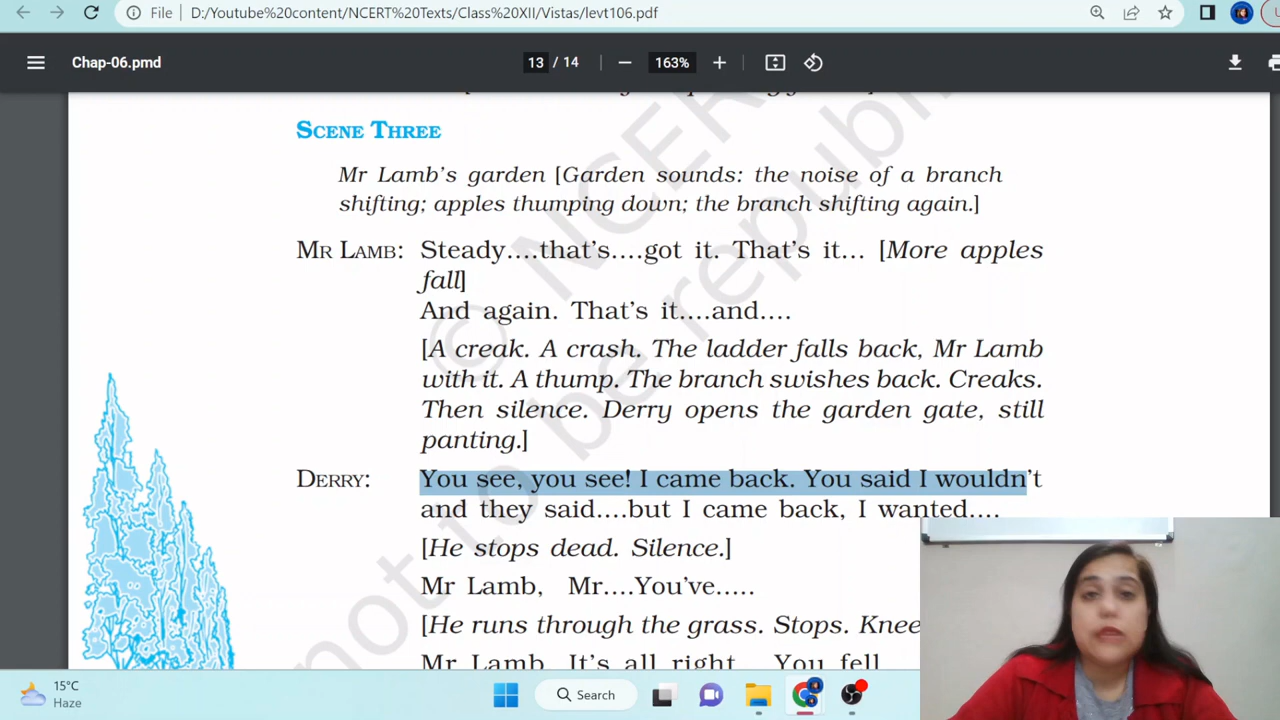 File
D:/Youtube%20content/NCERT%20Texts/Class%20XII/Vistas/levt106.pdf
Chap-06.pmd
13 / 14
163%
SCENE THREE
Mr Lamb's garden [Garden sounds: the noise of a branch
shifting; apples thumping down; the branch shifting again.]
MR LAMB: Steady....that's....got it. That's it... [More apples
fall]
And again. That's it....and....
[A creak. A crash. The ladder falls back, Mr Lamb
with it. A thump. The branch swishes back. Creaks.
Then silence. Derry opens the garden gate, still
panting.]
DERRY: You see, you see! I came back. You said I wouldn't
and they said....but I came back, I wanted....
[He stops dead. Silence.]
Mr Lamb, Mr....You've.....
[He runs through the grass. Stops. Knee
Mr Lamb, It's all right.... You fell
© NCERT
not to be republi
15°C
Haze
Search